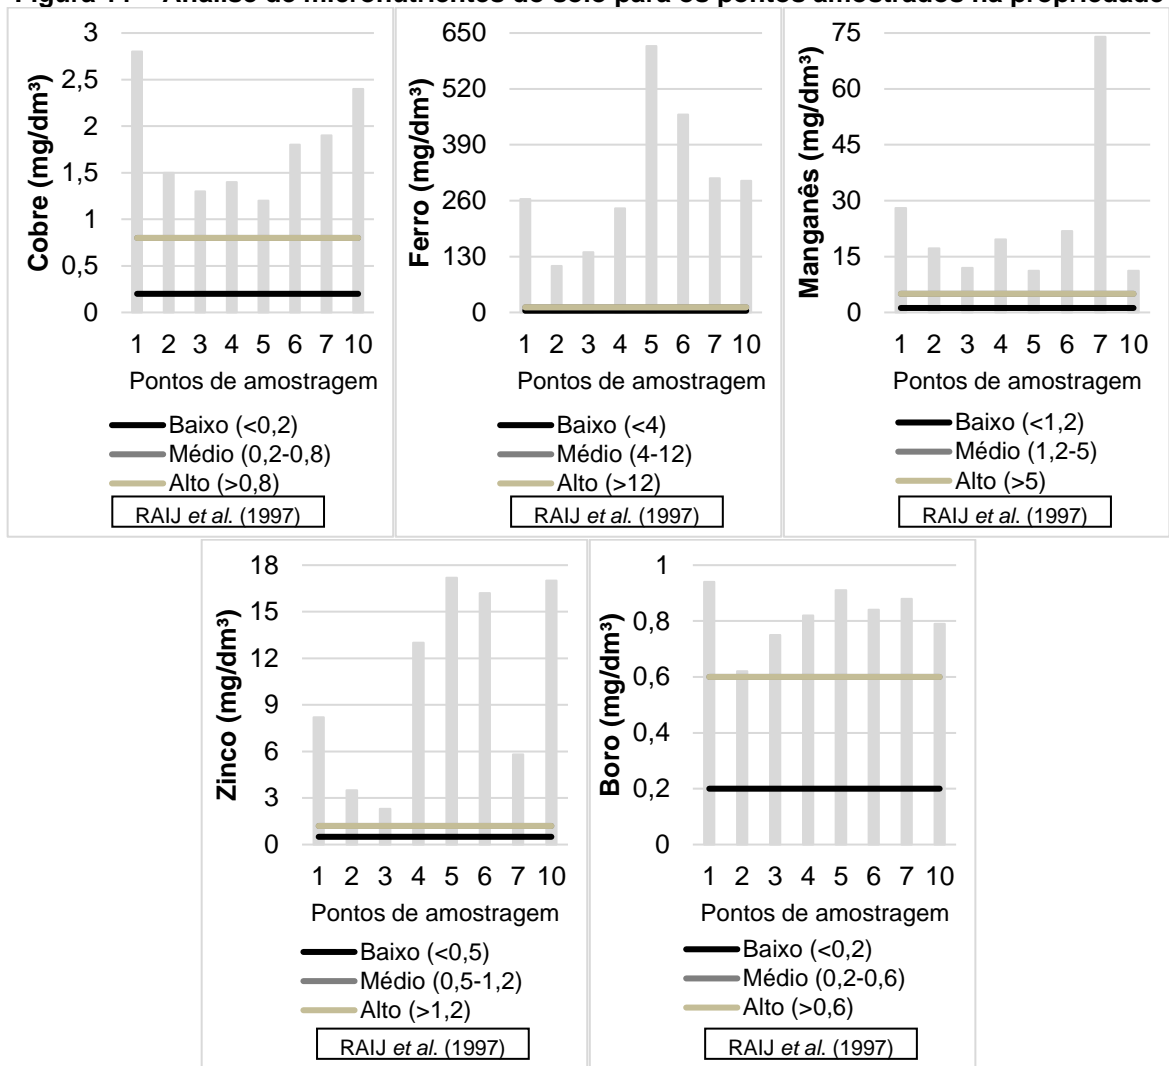 Figura – Análise de micronutrientes do solo para os pontos amostrados na propriedade
Cobre (mg/dm³)
3
2,5
2
1,5
1
0,5
0
1 2 3 4 5 6 7 10
Pontos de amostragem
Baixo (<0,2)
Médio (0,2-0,8)
Alto (>0,8)
RAIJ et al. (1997)
Ferro (mg/dm³)
650
520
390
260
130
0
1 2 3 4 5 6 7 10
Pontos de amostragem
Baixo (<4)
Médio (4-12)
Alto (>12)
RAIJ et al. (1997)
Manganês (mg/dm³)
75
60
45
30
15
0
1 2 3 4 5 6 7 10
Pontos de amostragem
Baixo (<1,2)
Médio (1,2-5)
Alto (>5)
RAIJ et al. (1997)
Zinco (mg/dm³)
18
15
12
9
6
3
0
1 2 3 4 5 6 7 10
Pontos de amostragem
Baixo (<0,5)
Médio (0,5-1,2)
Alto (>1,2)
RAIJ et al. (1997)
Boro (mg/dm³)
1
0,8
0,6
0,4
0,2
0
1 2 3 4 5 6 7 10
Pontos de amostragem
Baixo (<0,2)
Médio (0,2-0,6)
Alto (>0,6)
RAIJ et al. (1997)